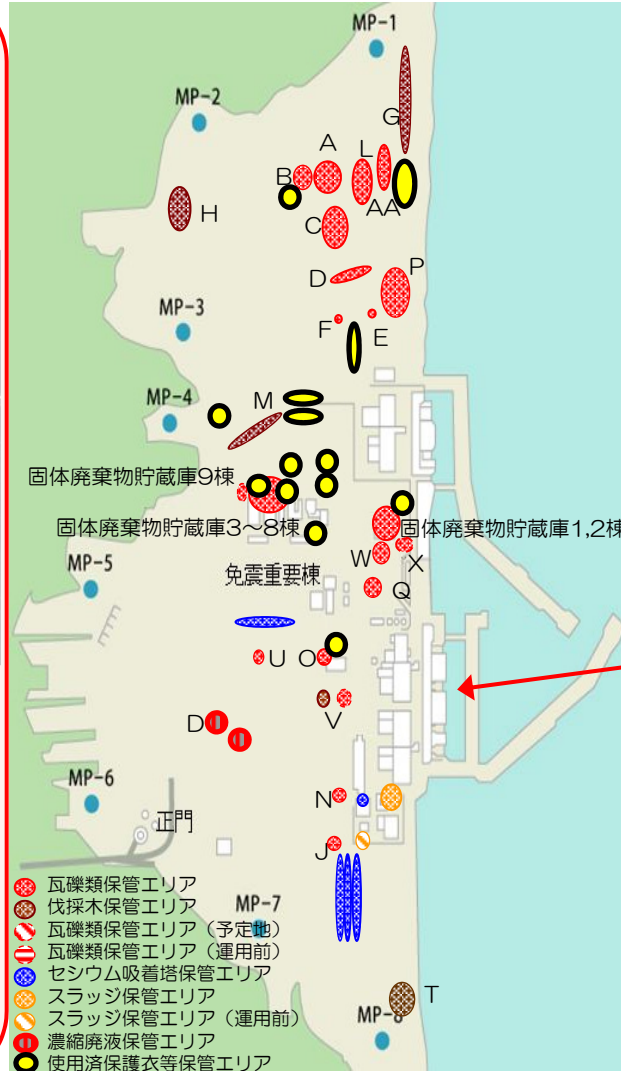 MP-1
MP-2
G
A
L
B
AA
H
C
D
P
MP-3
F
E
MP-4
M
固体廃棄物貯蔵庫9棟
固体廃棄物貯蔵庫3～8棟
固体廃棄物貯蔵庫1,2棟
W
X
MP-5
免震重要棟
Q
U
O
V
D
MP-6
N
正門
J
瓦礫類保管エリア
伐採木保管エリア
MP-7
瓦礫類保管エリア（予定地）
瓦礫類保管エリア（運用前）
セシウム吸着塔保管エリア
スラッジ保管エリア
T
スラッジ保管エリア（運用前）
MP-8
濃縮廃液保管エリア
使用済保護衣等保管エリア